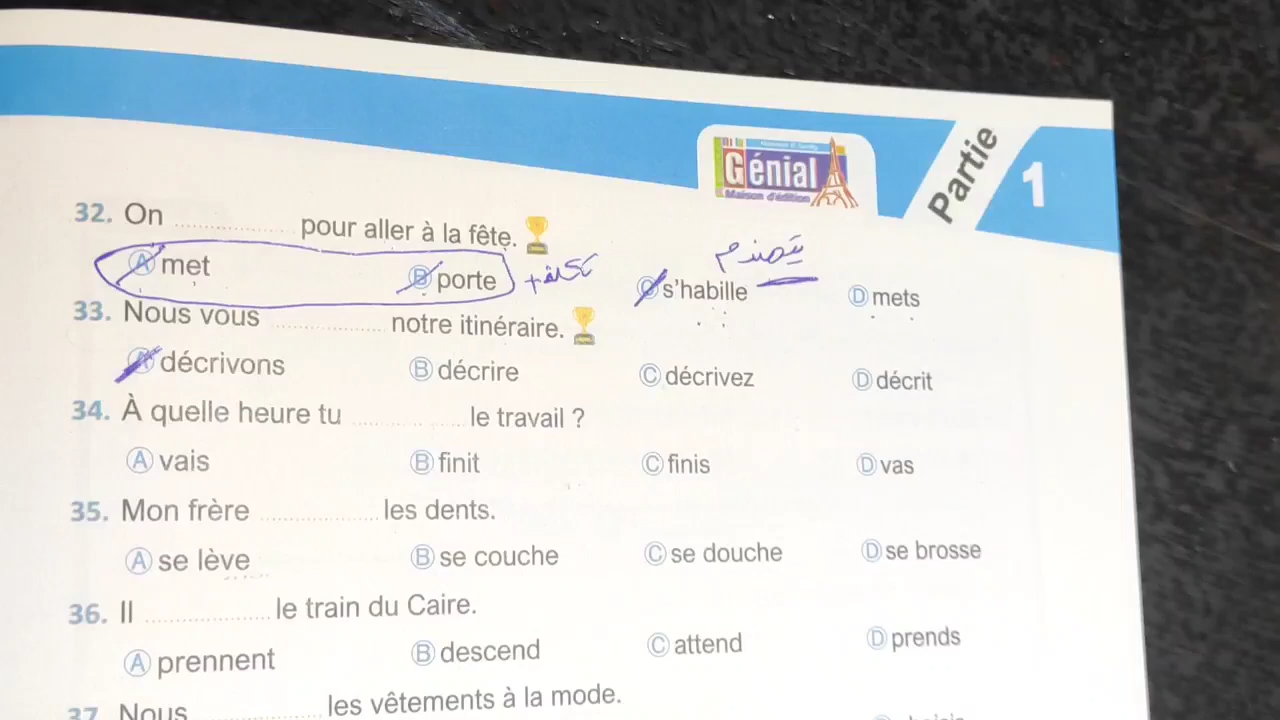 Génial
Maison d'édition
Partie 1
32. On .................... pour aller à la fête.
A met B porte C s'habille D mets
33. Nous vous .................... notre itinéraire.
A décrivons B décrire C décrivez D décrit
34. À quelle heure tu .................... le travail ?
A vais B finit C finis D vas
35. Mon frère .................... les dents.
A se lève B se couche C se douche D se brosse
36. Il .................... le train du Caire.
A prennent B descend C attend D prends
37. Nous .................... les vêtements à la mode.